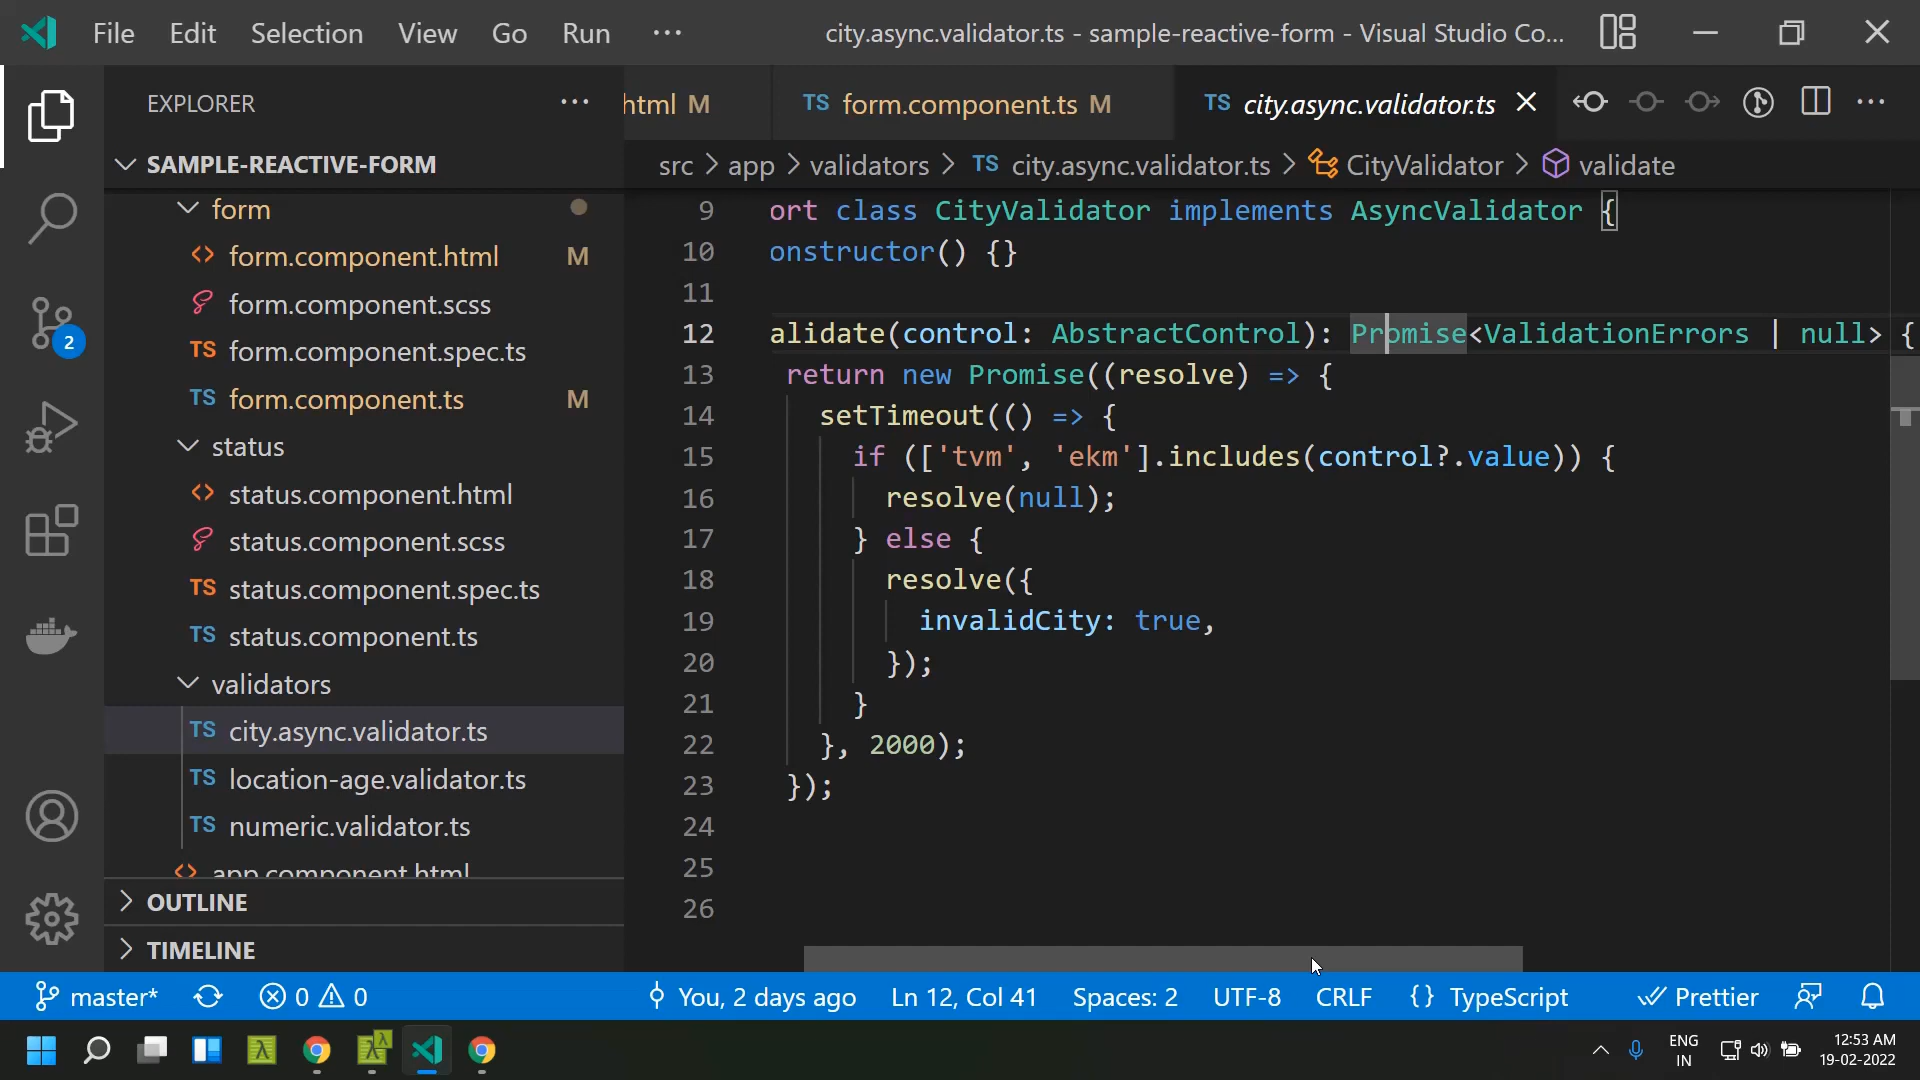 File Edit Selection View Go Run ··· city.async.validator.ts - sample-reactive-form - Visual Studio Co...
EXPLORER ···
html M TS form.component.ts M TS city.async.validator.ts
SAMPLE-REACTIVE-FORM
src > app > validators > TS city.async.validator.ts > CityValidator > validate
form
<> form.component.html M
form.component.scss
TS form.component.spec.ts
TS form.component.ts M
status
<> status.component.html
status.component.scss
TS status.component.spec.ts
TS status.component.ts
validators
TS city.async.validator.ts
TS location-age.validator.ts
TS numeric.validator.ts
<> app.component.html
OUTLINE
TIMELINE
2
9 ort class CityValidator implements AsyncValidator {
10 onstructor() {}
11
12 alidate(control: AbstractControl): Promise<ValidationErrors | null> {
13 return new Promise((resolve) => {
14 setTimeout(() => {
15 if (['tvm', 'ekm'].includes(control?.value)) {
16 resolve(null);
17 } else {
18 resolve({
19 invalidCity: true,
20 });
21 }
22 }, 2000);
23 });
24
25
26
master* 0 0 You, 2 days ago Ln 12, Col 41 Spaces: 2 UTF-8 CRLF {} TypeScript Prettier
ENG
IN
12:53 AM
19-02-2022